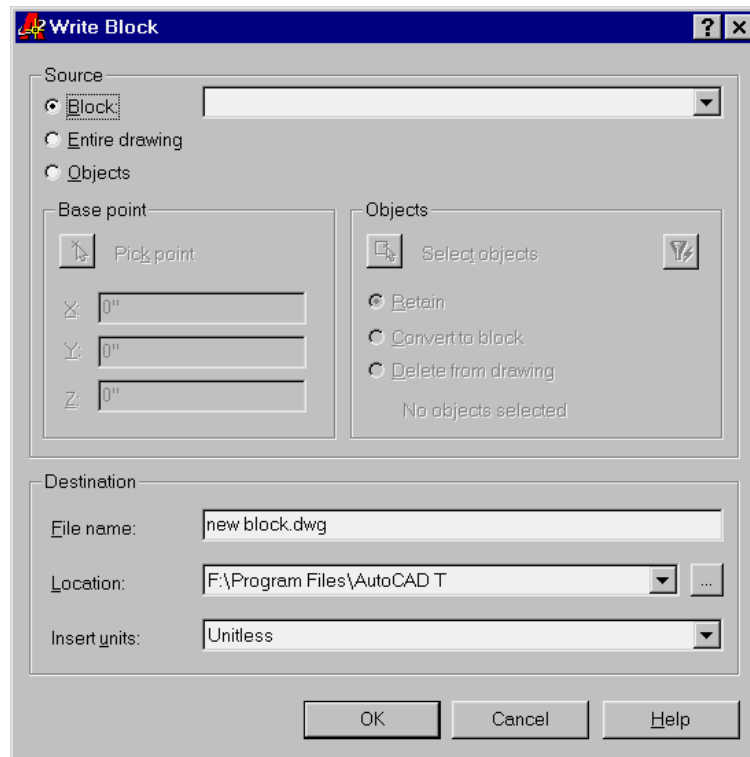 Write Block
Source
Block:
Entire drawing
Objects
Base point
Pick point
X: 0"
Y: 0"
Z: 0"
Objects
Select objects
Retain
Convert to block
Delete from drawing
No objects selected
Destination
File name: new block.dwg
Location: F:\Program Files\AutoCAD T ...
Insert units: Unitless
OK Cancel Help